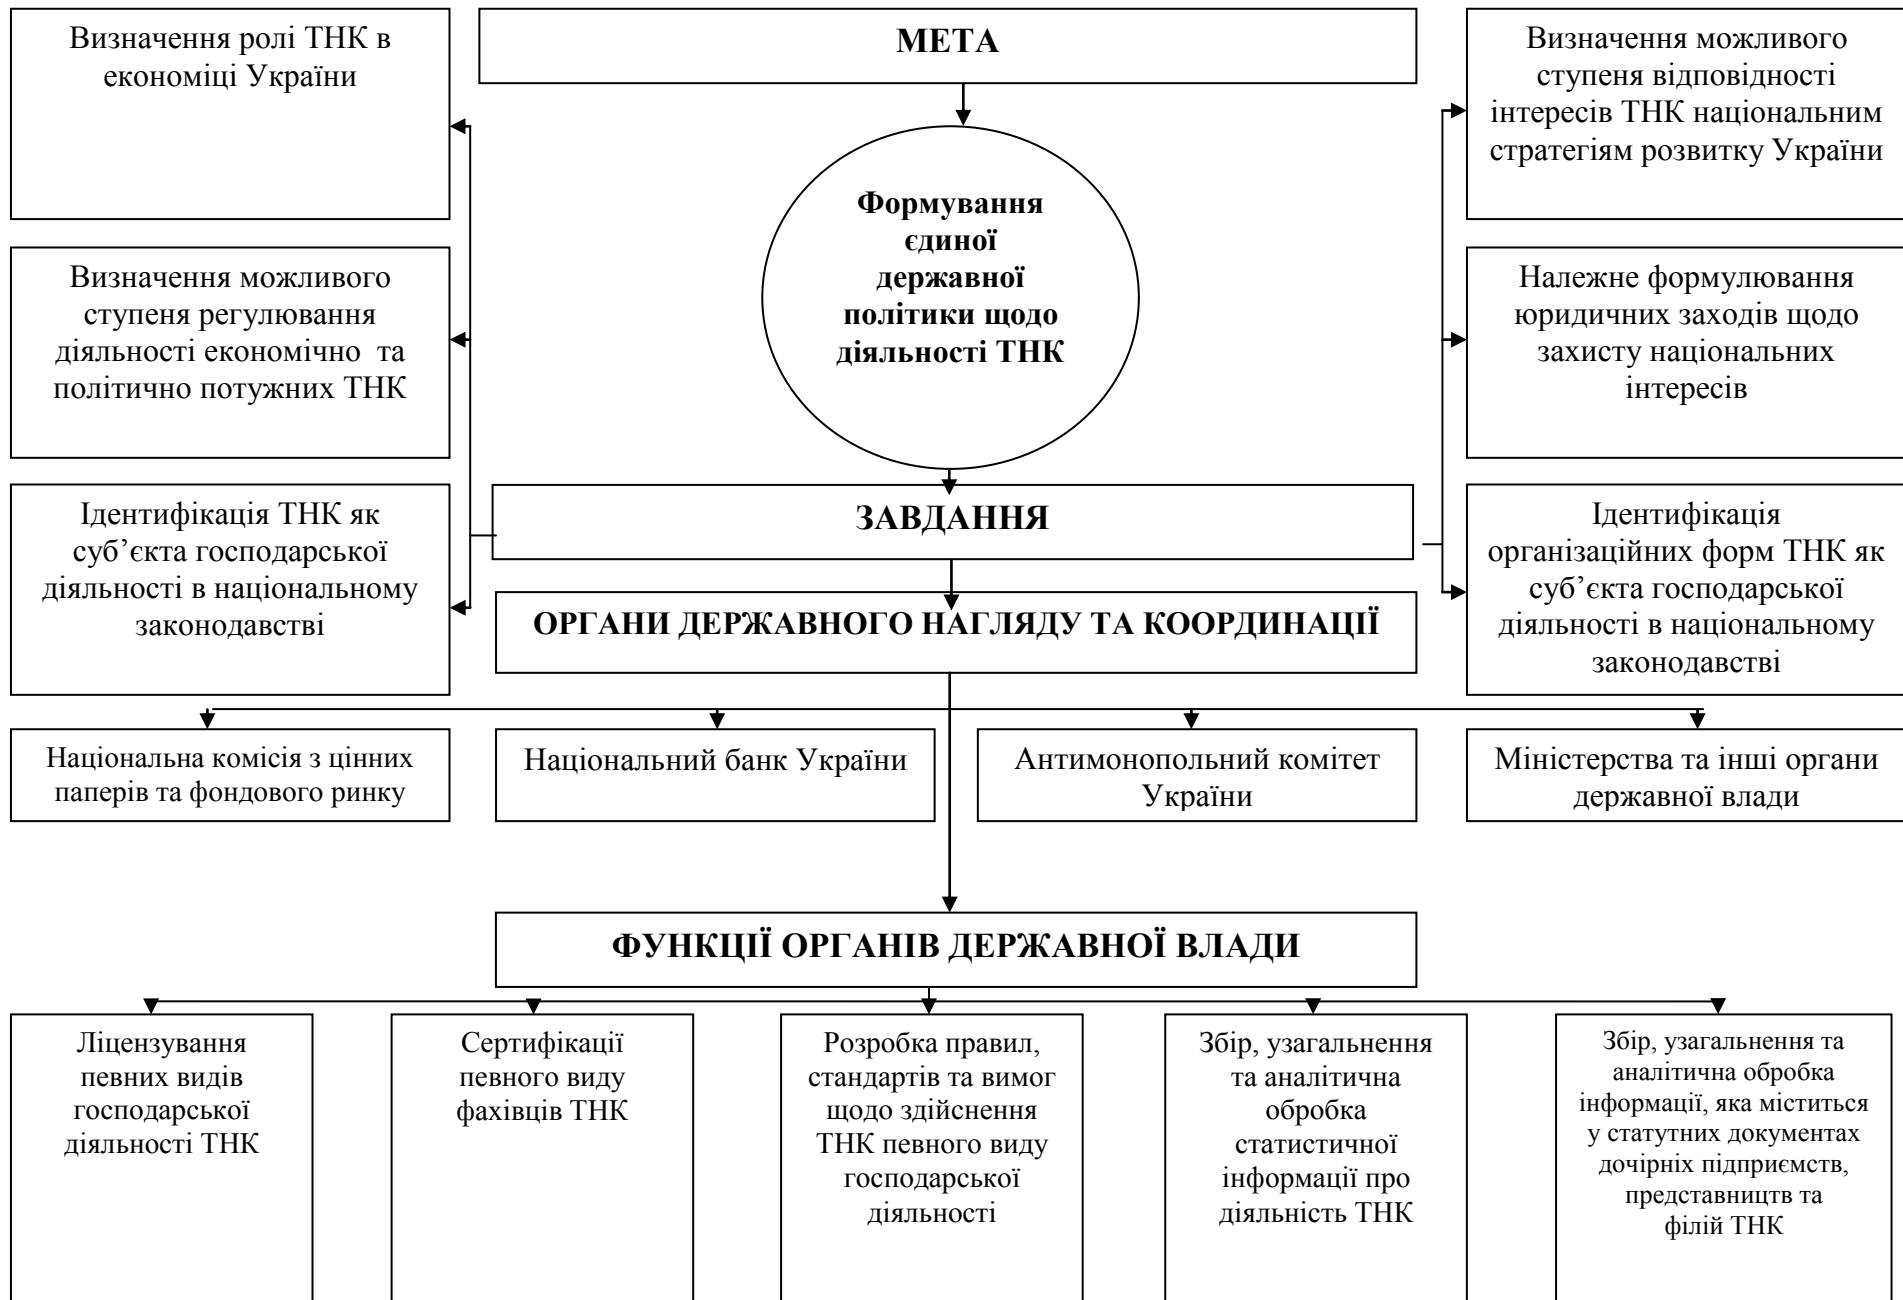 Визначення ролі ТНК в
економіці України
МЕТА
Визначення можливого
ступеня відповідності
інтересів ТНК національним
стратегіям розвитку України
Формування
єдиної
державної
політики щодо
діяльності ТНК
Визначення можливого
ступеня регулювання
діяльності економічно та
політично потужних ТНК
Належне формулювання
юридичних заходів щодо
захисту національних
інтересів
Ідентифікація ТНК як
суб’єкта господарської
діяльності в національному
законодавстві
ЗАВДАННЯ
Ідентифікація
організаційних форм ТНК як
суб’єкта господарської
діяльності в національному
законодавстві
ОРГАНИ ДЕРЖАВНОГО НАГЛЯДУ ТА КООРДИНАЦІЇ
Національна комісія з цінних
паперів та фондового ринку
Національний банк України
Антимонопольний комітет
України
Міністерства та інші органи
державної влади
ФУНКЦІЇ ОРГАНІВ ДЕРЖАВНОЇ ВЛАДИ
Ліцензування
певних видів
господарської
діяльності ТНК
Сертифікації
певного виду
фахівців ТНК
Розробка правил,
стандартів та вимог
щодо здійснення
ТНК певного виду
господарської
діяльності
Збір, узагальнення
та аналітична
обробка
статистичної
інформації про
діяльність ТНК
Збір, узагальнення та
аналітична обробка
інформації, яка міститься
у статутних документах
дочірніх підприємств,
представництв та
філій ТНК